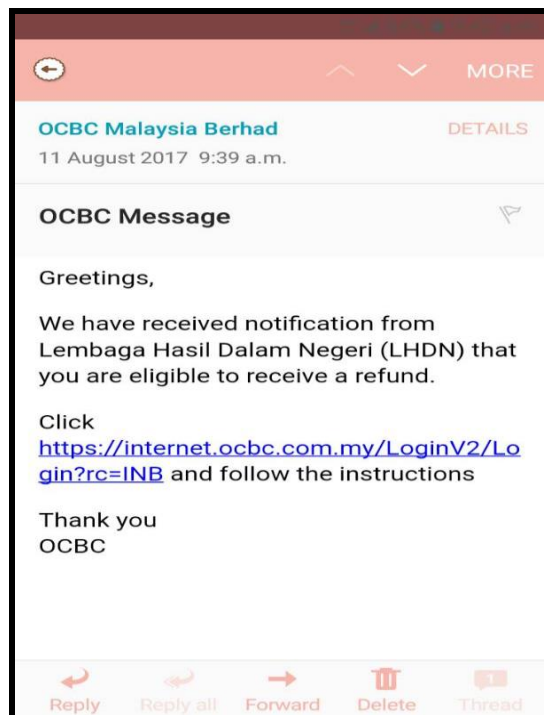 MORE
OCBC Malaysia Berhad
DETAILS
11 August 2017 9:39 a.m.
OCBC Message
Greetings,
We have received notification from
Lembaga Hasil Dalam Negeri (LHDN) that
you are eligible to receive a refund.
Click
https://internet.ocbc.com.my/LoginV2/Lo
gin?rc=INB and follow the instructions
Thank you
OCBC
Reply
Reply all
Forward
Delete
1
Thread